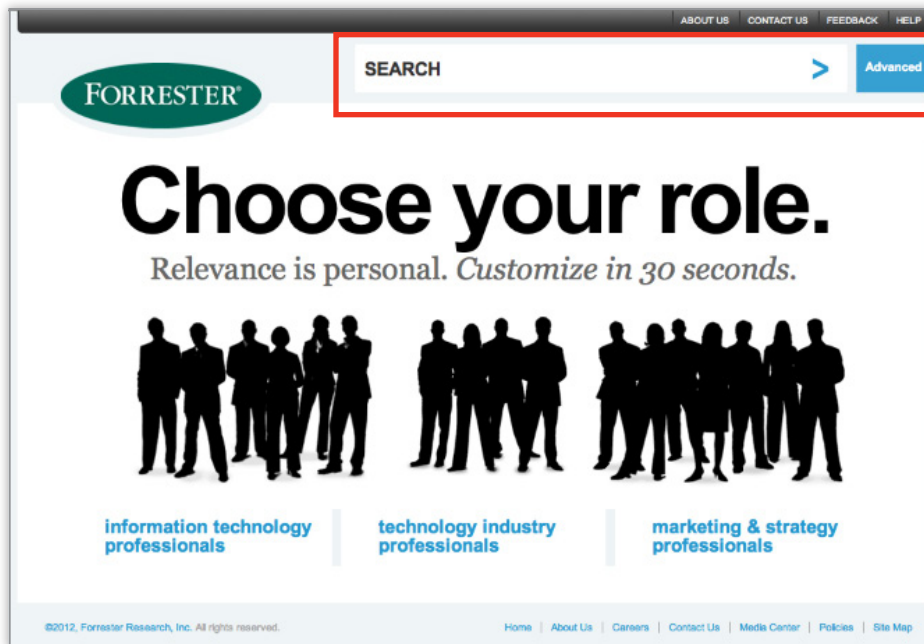 ABOUT US CONTACT US FEEDBACK HELP
SEARCH > Advanced
FORRESTER®
Choose your role.
Relevance is personal. Customize in 30 seconds.
information technology professionals
technology industry professionals
marketing & strategy professionals
©2012, Forrester Research, Inc. All rights reserved.
Home | About Us | Careers | Contact Us | Media Center | Policies | Site Map